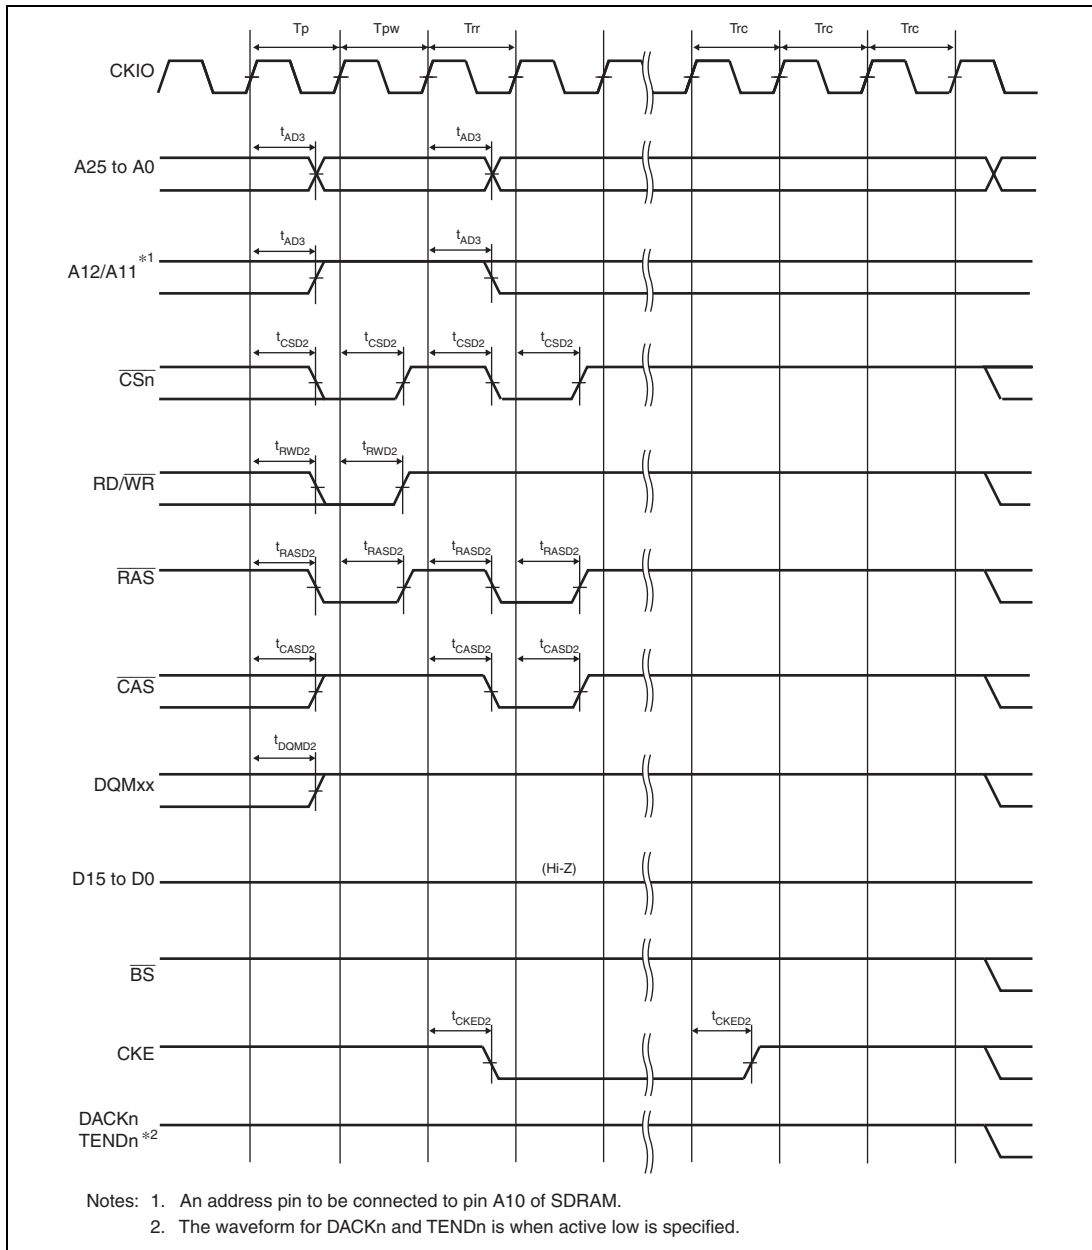 Tp Tpw Trr Trc Trc Trc
CKIO
tAD3 tAD3
A25 to A0
tAD3 tAD3
A12/A11 *1
tCSD2 tCSD2 tCSD2 tCSD2
CSn
tRWD2 tRWD2
RD/WR
tRASD2 tRASD2 tRASD2 tRASD2
RAS
tCASD2 tCASD2 tCASD2
CAS
tDQMD2
DQMxx
(Hi-Z)
D15 to D0
BS
tCKED2 tCKED2
CKE
DACKn
TENDn *2
Notes: 1. An address pin to be connected to pin A10 of SDRAM.
2. The waveform for DACKn and TENDn is when active low is specified.